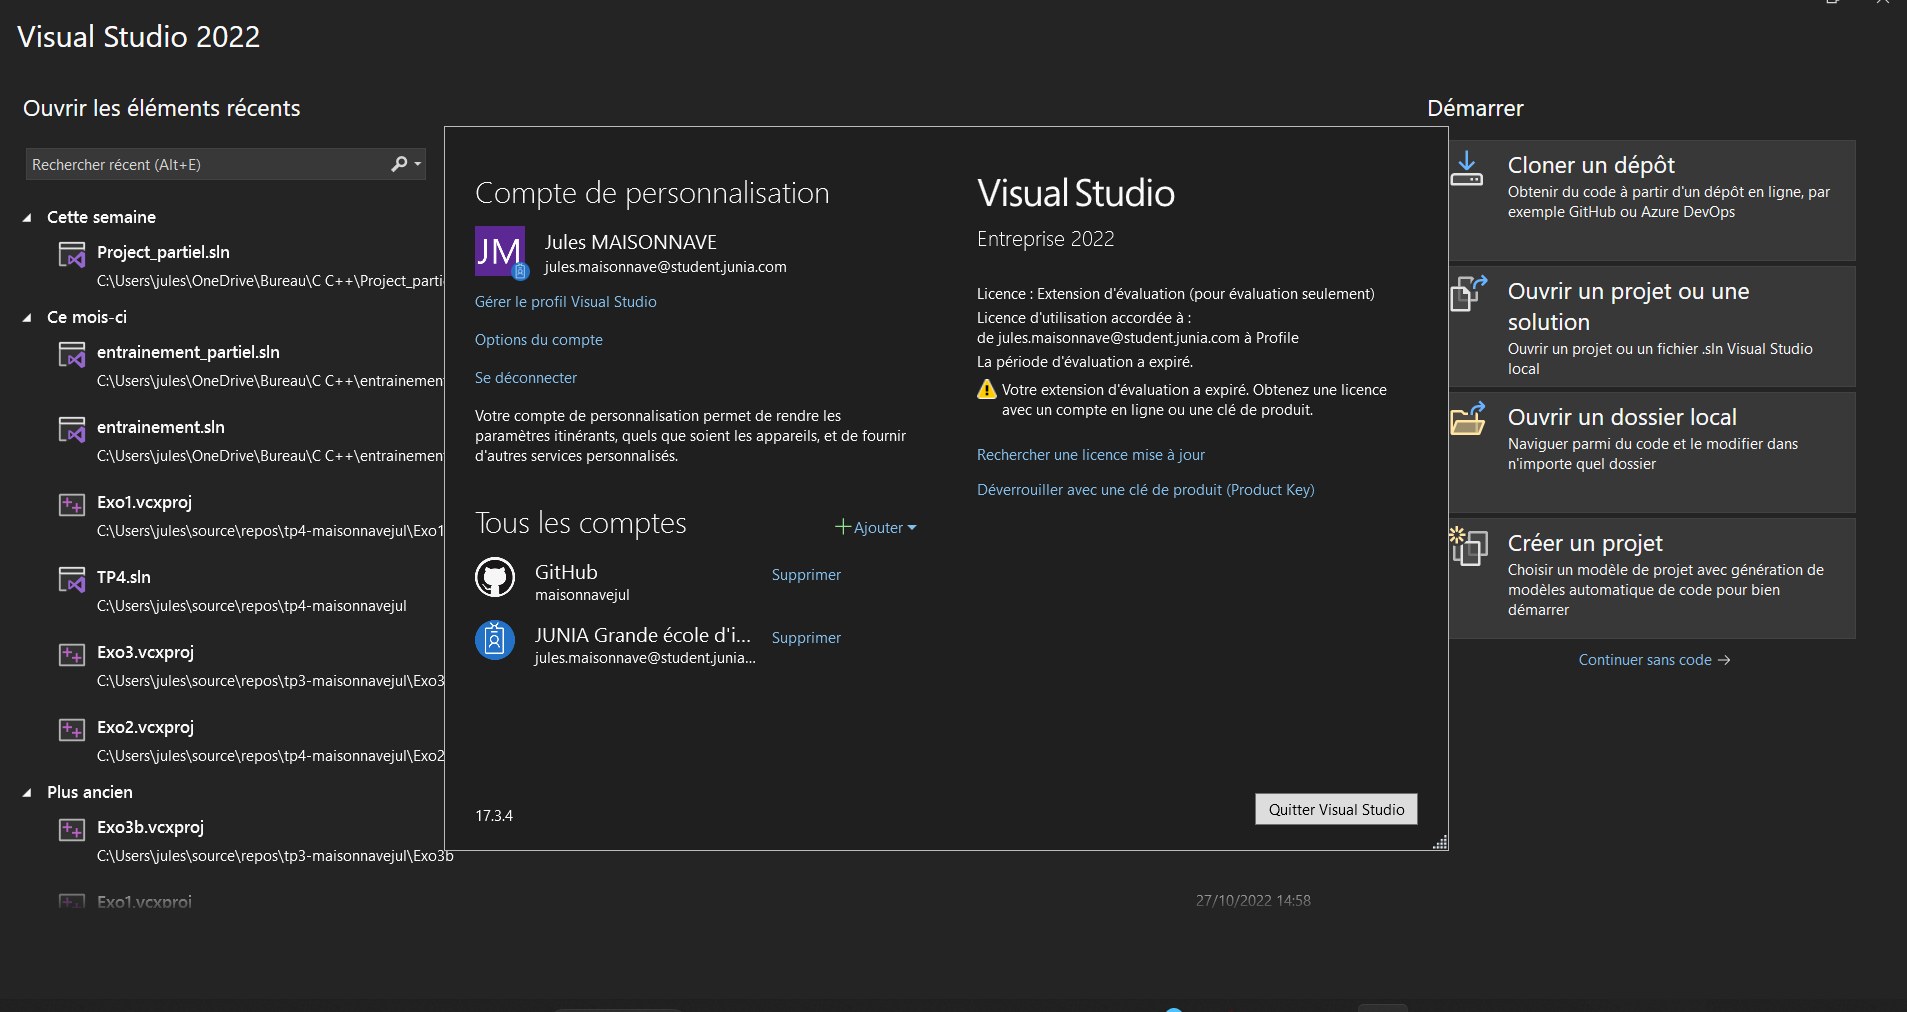 Visual Studio 2022
Ouvrir les éléments récents
Rechercher récent (Alt+E)
Cette semaine
Project_partiel.sln
C:\Users\jules\OneDrive\Bureau\C C++\Project_parti
Ce mois-ci
entrainement_partiel.sln
C:\Users\jules\OneDrive\Bureau\C C++\entrainemen
entrainement.sln
C:\Users\jules\OneDrive\Bureau\C C++\entrainemen
Exo1.vcxproj
C:\Users\jules\source\repos\tp4-maisonnavejul\Exo1
TP4.sln
C:\Users\jules\source\repos\tp4-maisonnavejul
Exo3.vcxproj
C:\Users\jules\source\repos\tp3-maisonnavejul\Exo3
Exo2.vcxproj
C:\Users\jules\source\repos\tp4-maisonnavejul\Exo2
Plus ancien
Exo3b.vcxproj
C:\Users\jules\source\repos\tp3-maisonnavejul\Exo3b
Exo1.vcxproj
27/10/2022 14:58
Compte de personnalisation
JM
Jules MAISONNAVE
jules.maisonnave@student.junia.com
Gérer le profil Visual Studio
Options du compte
Se déconnecter
Votre compte de personnalisation permet de rendre les
paramètres itinérants, quels que soient les appareils, et de fournir
d'autres services personnalisés.
Tous les comptes
Ajouter
GitHub
maisonnavejul
Supprimer
JUNIA Grande école d'i...
jules.maisonnave@student.junia...
Supprimer
17.3.4
Visual Studio
Entreprise 2022
Licence : Extension d'évaluation (pour évaluation seulement)
Licence d'utilisation accordée à :
de jules.maisonnave@student.junia.com à Profile
La période d'évaluation a expiré.
Votre extension d'évaluation a expiré. Obtenez une licence
avec un compte en ligne ou une clé de produit.
Rechercher une licence mise à jour
Déverrouiller avec une clé de produit (Product Key)
Quitter Visual Studio
Démarrer
Cloner un dépôt
Obtenir du code à partir d'un dépôt en ligne, par
exemple GitHub ou Azure DevOps
Ouvrir un projet ou une
solution
Ouvrir un projet ou un fichier .sln Visual Studio
local
Ouvrir un dossier local
Naviguer parmi du code et le modifier dans
n'importe quel dossier
Créer un projet
Choisir un modèle de projet avec génération de
modèles automatique de code pour bien
démarrer
Continuer sans code →